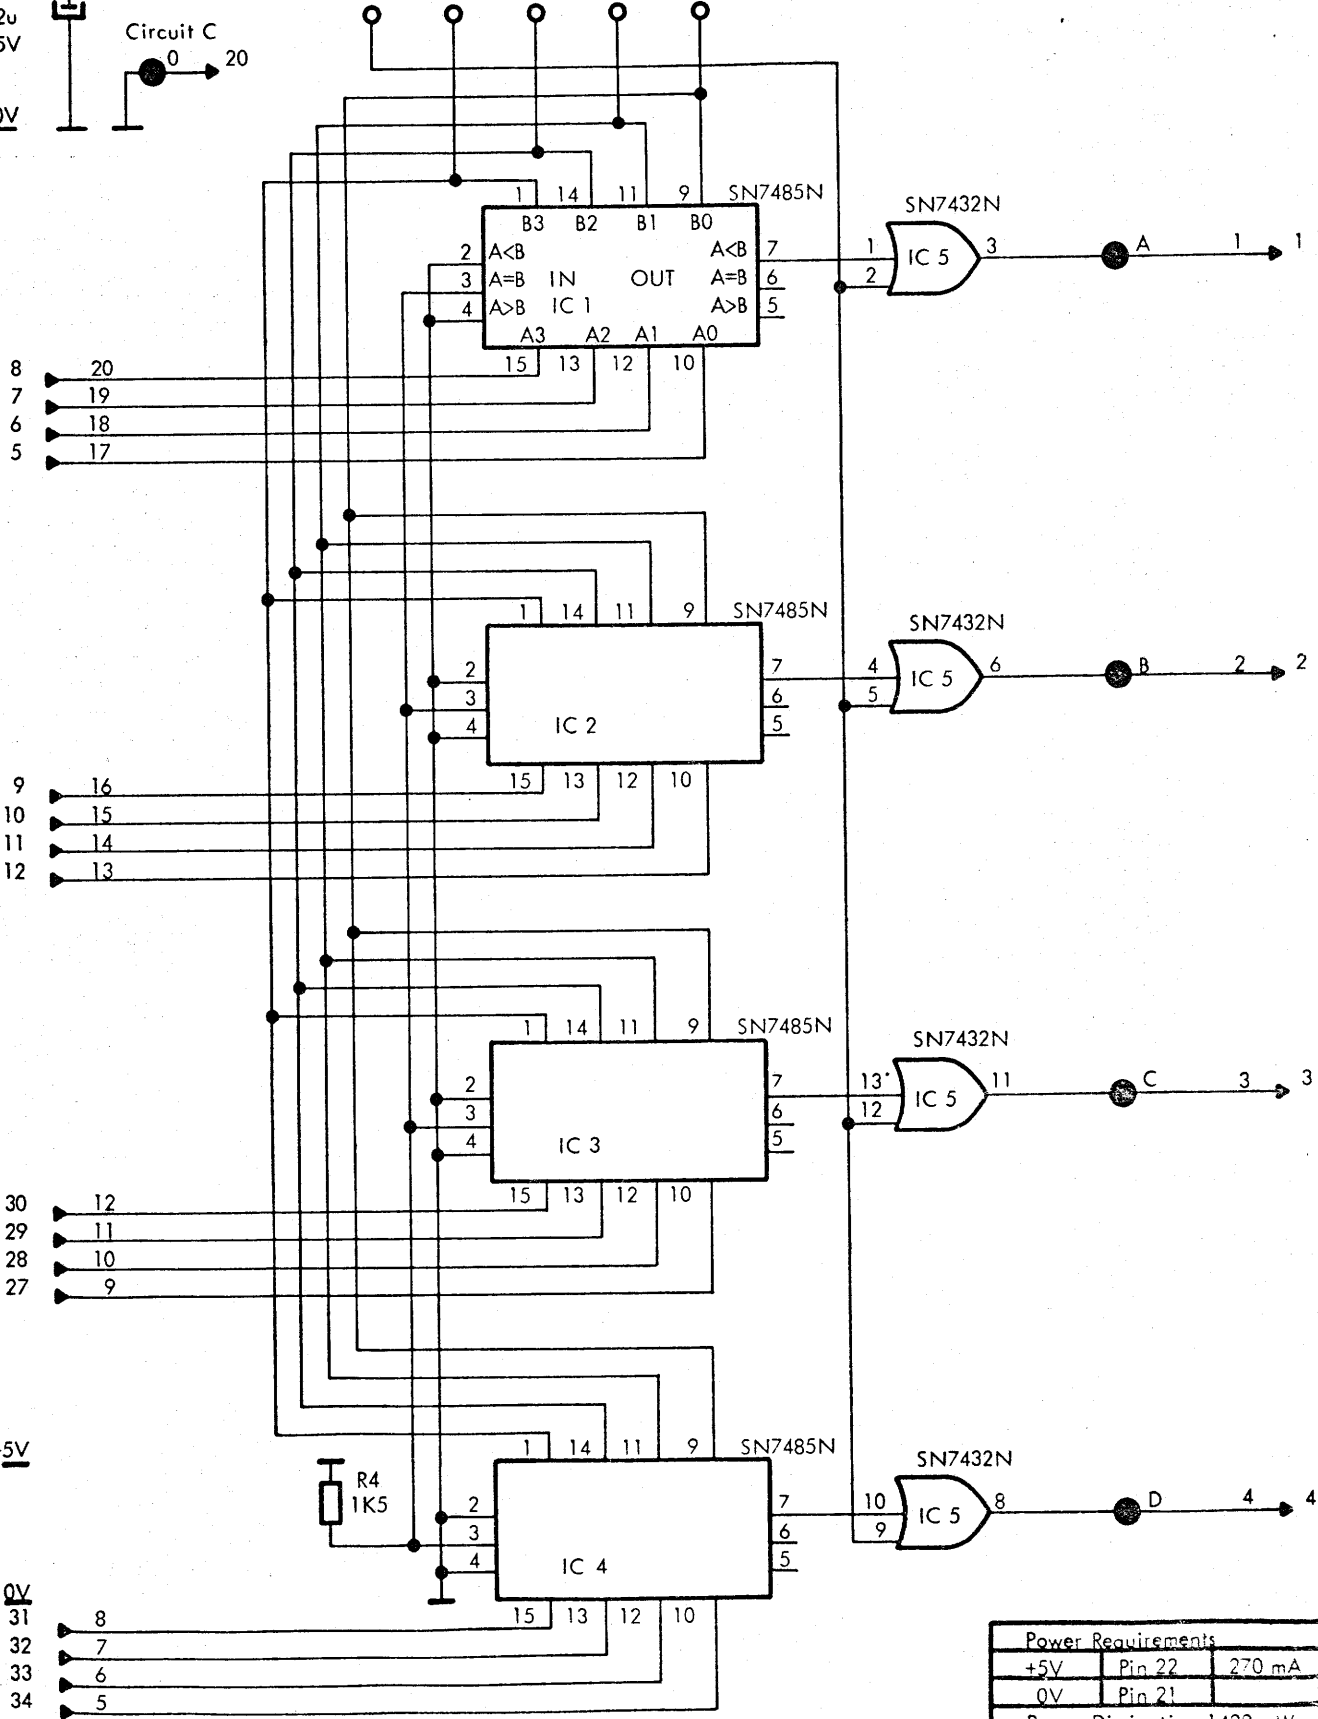 2u
5V
Circuit C
0 20
0V
1 14 11 9 SN7485N
B3 B2 B1 B0
SN7432N
2 A<B A<B 7 1 IC 5 3 A 1 1
3 A=B IN OUT A=B 6 2
4 A>B IC 1 A>B 5
A3 A2 A1 A0
15 13 12 10
8 20
7 19
6 18
5 17
1 14 11 9 SN7485N
SN7432N
2 7 4 IC 5 6 B 2 2
3 6 5
4 IC 2 5
15 13 12 10
9 16
10 15
11 14
12 13
1 14 11 9 SN7485N
SN7432N
2 7 13 IC 5 11 C 3 3
3 6 12
4 IC 3 5
15 13 12 10
30 12
29 11
28 10
27 9
5V
1 14 11 9 SN7485N
SN7432N
R4
1K5
2 7 10 IC 5 8 D 4 4
3 6 9
4 IC 4 5
0V
15 13 12 10
31 8
32 7
33 6
34 5
Power Requirements
+5V Pin 22 270 mA
0V Pin 21